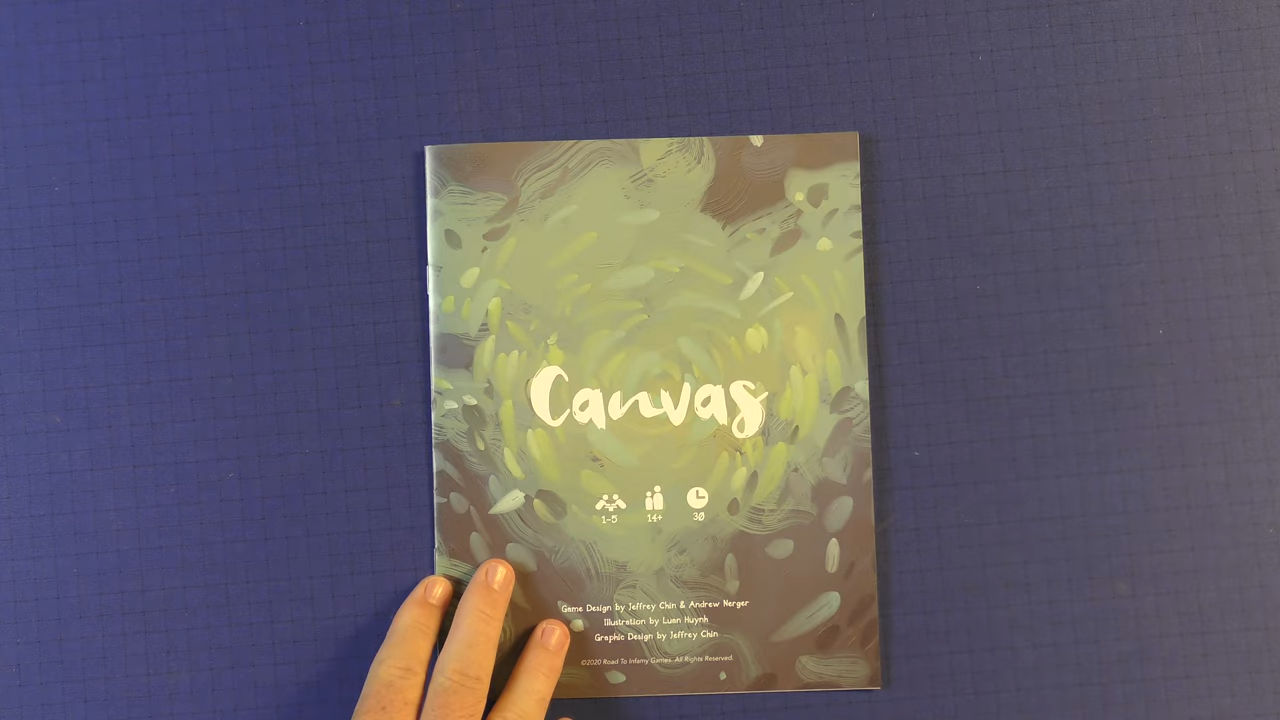 Canvas
1-5 14+ 30
Game Design by Jeffrey Chin & Andrew Nerger
Illustration by Luan Huynh
Graphic Design by Jeffrey Chin
©2020 Road To Infamy Games. All Rights Reserved.